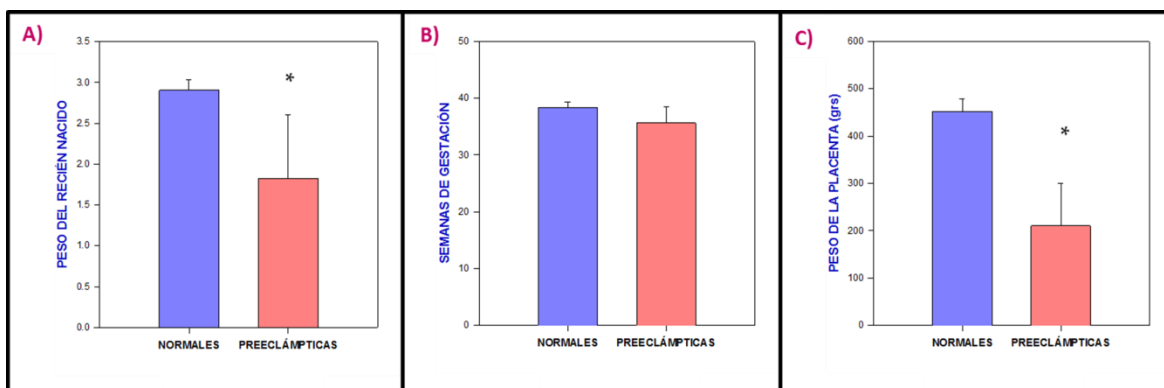 A)
PESO DEL RECIÉN NACIDO
3.5
3.0
2.5
2.0
1.5
1.0
0.5
0.0
*
NORMALES PREECLÁMPTICAS
B)
SEMANAS DE GESTACIÓN
50
40
30
20
10
0
NORMALES PREECLÁMPTICAS
C)
PESO DE LA PLACENTA (grs)
600
500
400
300
200
100
0
*
NORMALES PREECLÁMPTICAS